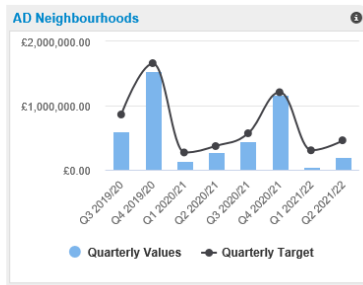 AD Neighbourhoods
£2,000,000.00
£1,000,000.00
£0.00
Q3 2019/20
Q4 2019/20
Q1 2020/21
Q2 2020/21
Q3 2020/21
Q4 2020/21
Q1 2021/22
Q2 2021/22
Quarterly Values Quarterly Target